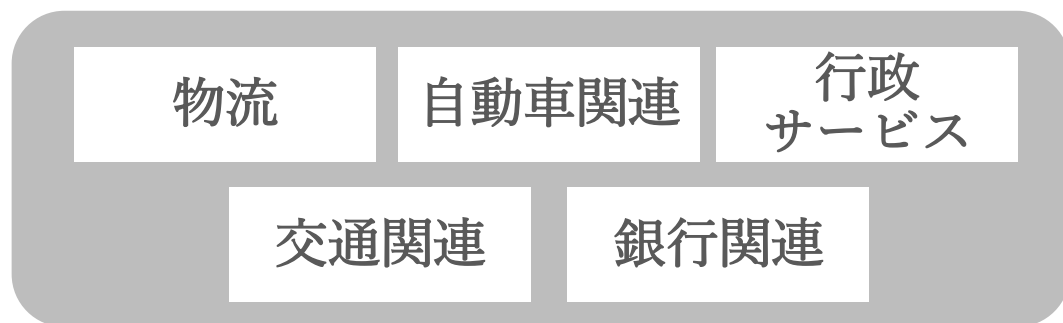 物流
自動車関連
行政
サービス
交通関連
銀行関連